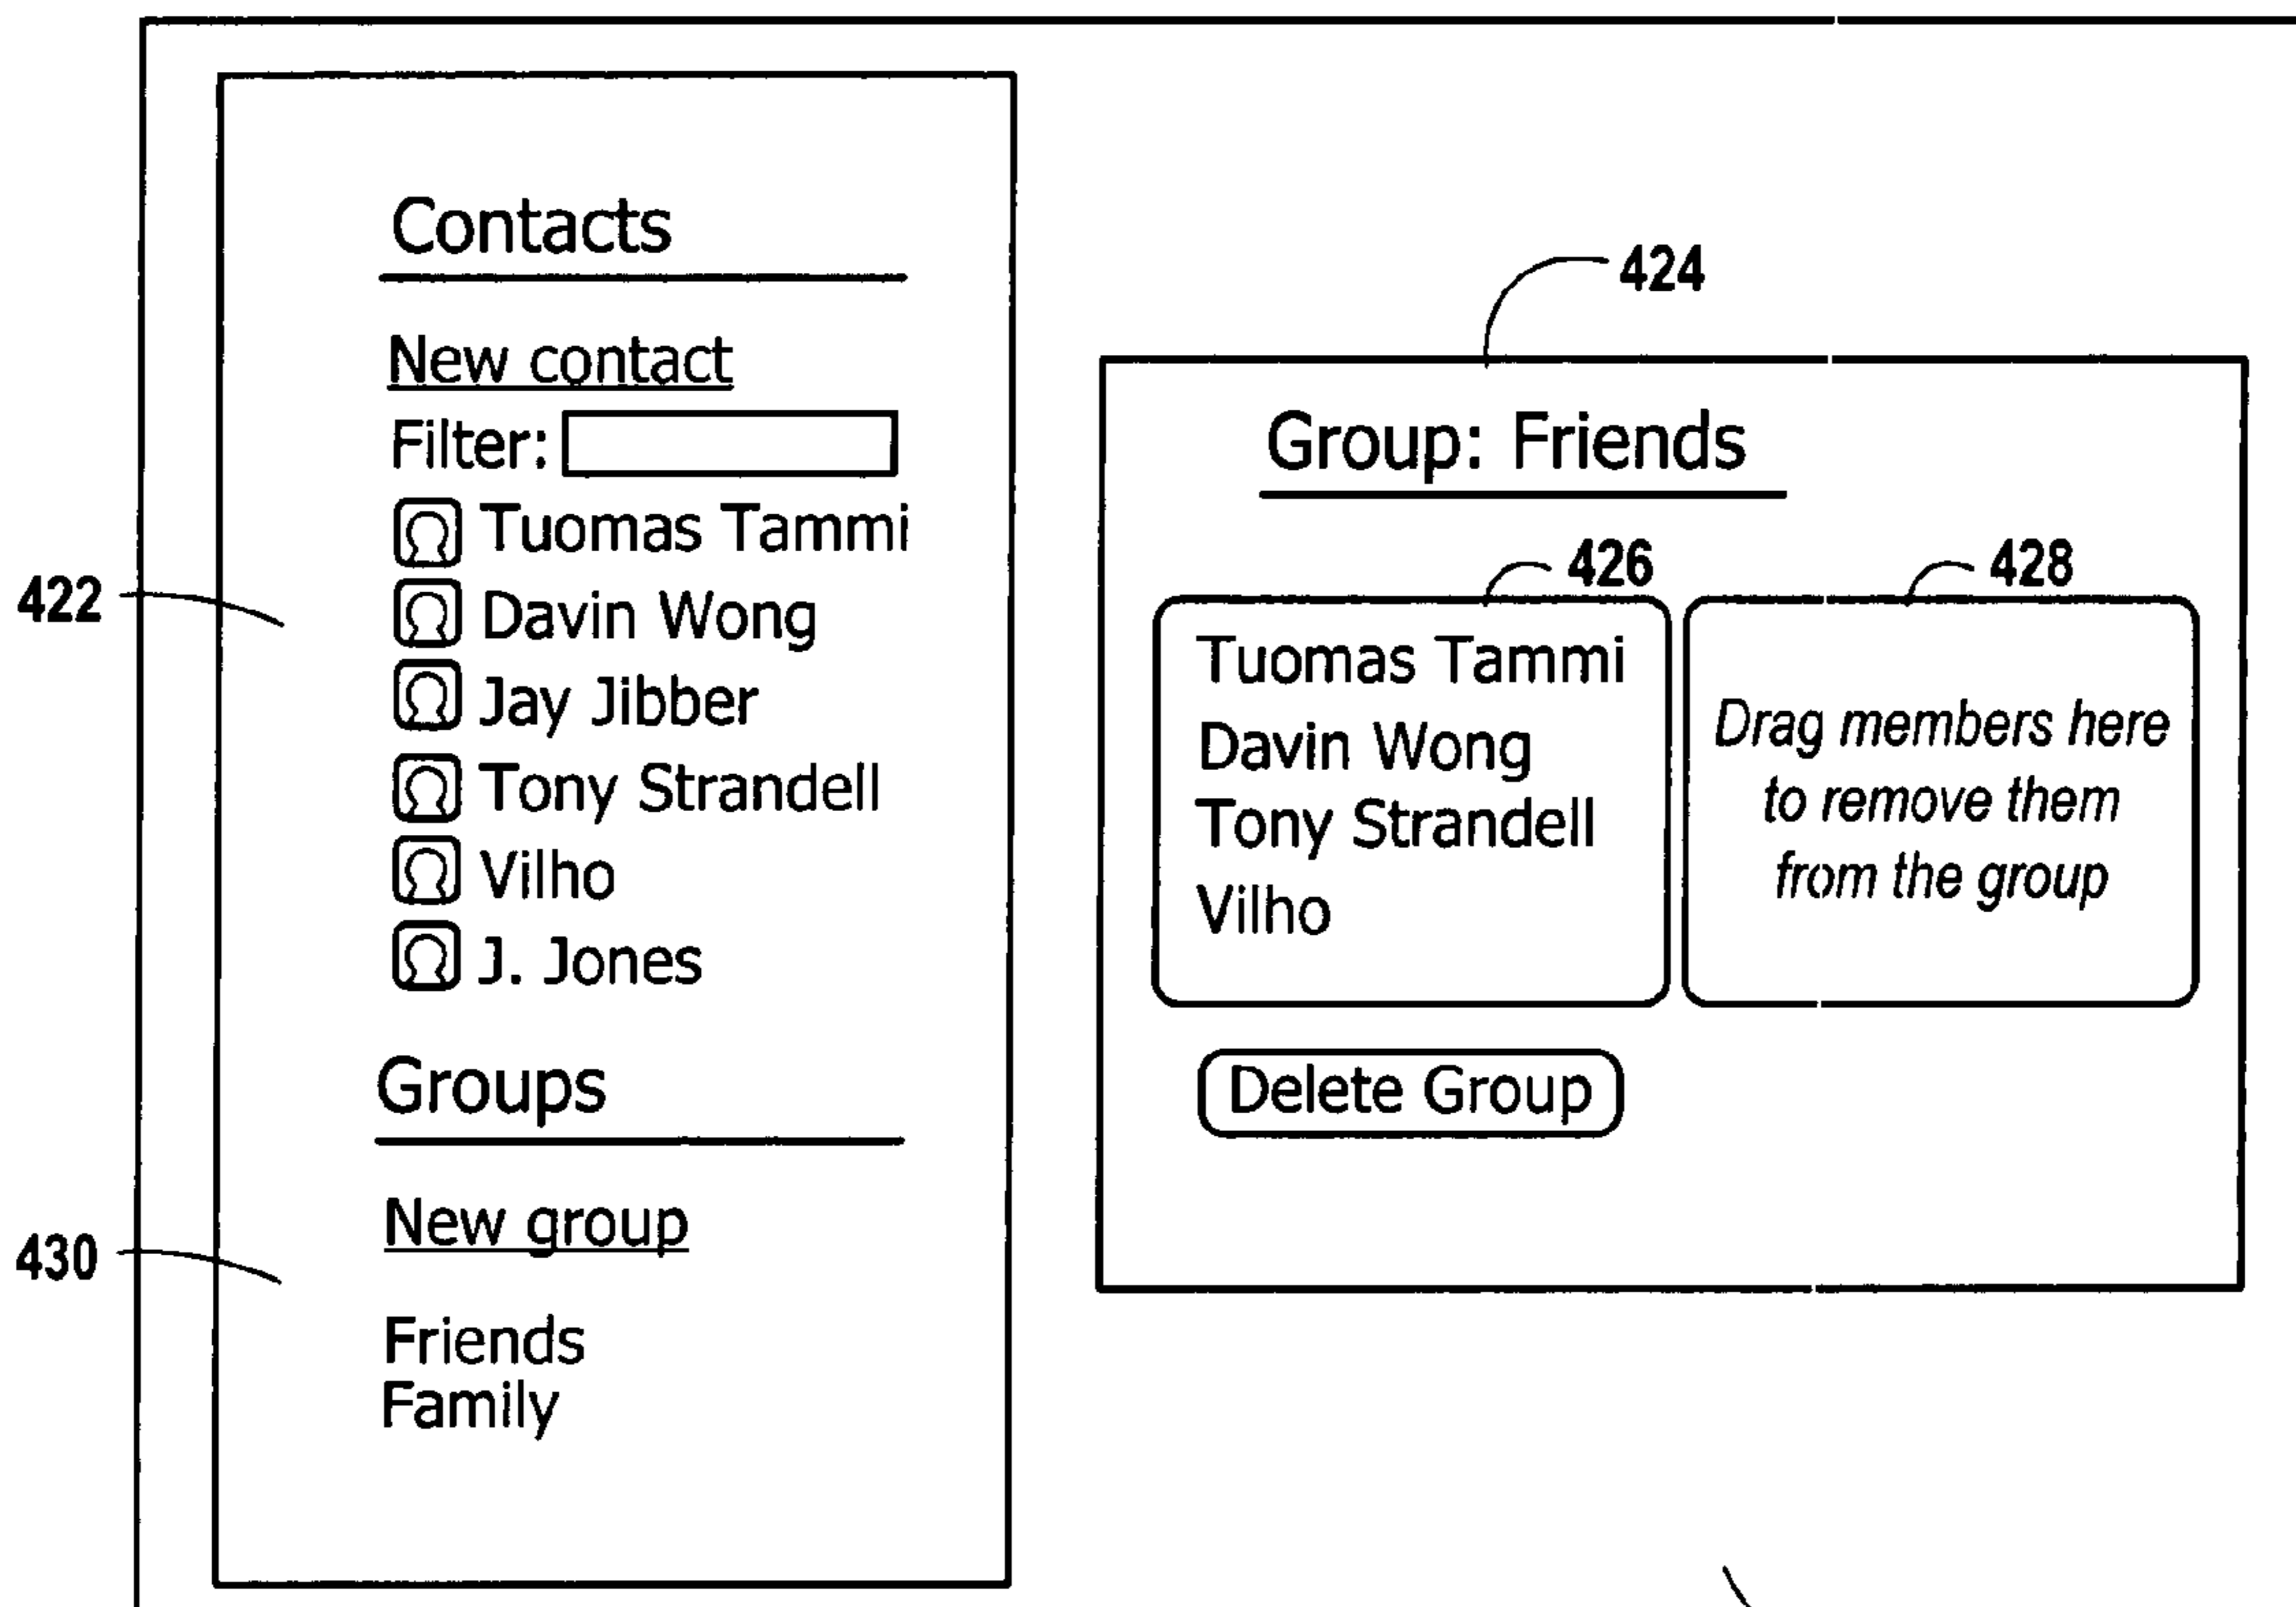 Contacts
New contact
Filter:
Tuomas Tammi
Davin Wong
Jay Jibber
Tony Strandell
Vilho
J. Jones
Groups
New group
Friends
Family
422
430
424
Group: Friends
426
428
Tuomas Tammi
Davin Wong
Tony Strandell
Vilho
Drag members here
to remove them
from the group
Delete Group